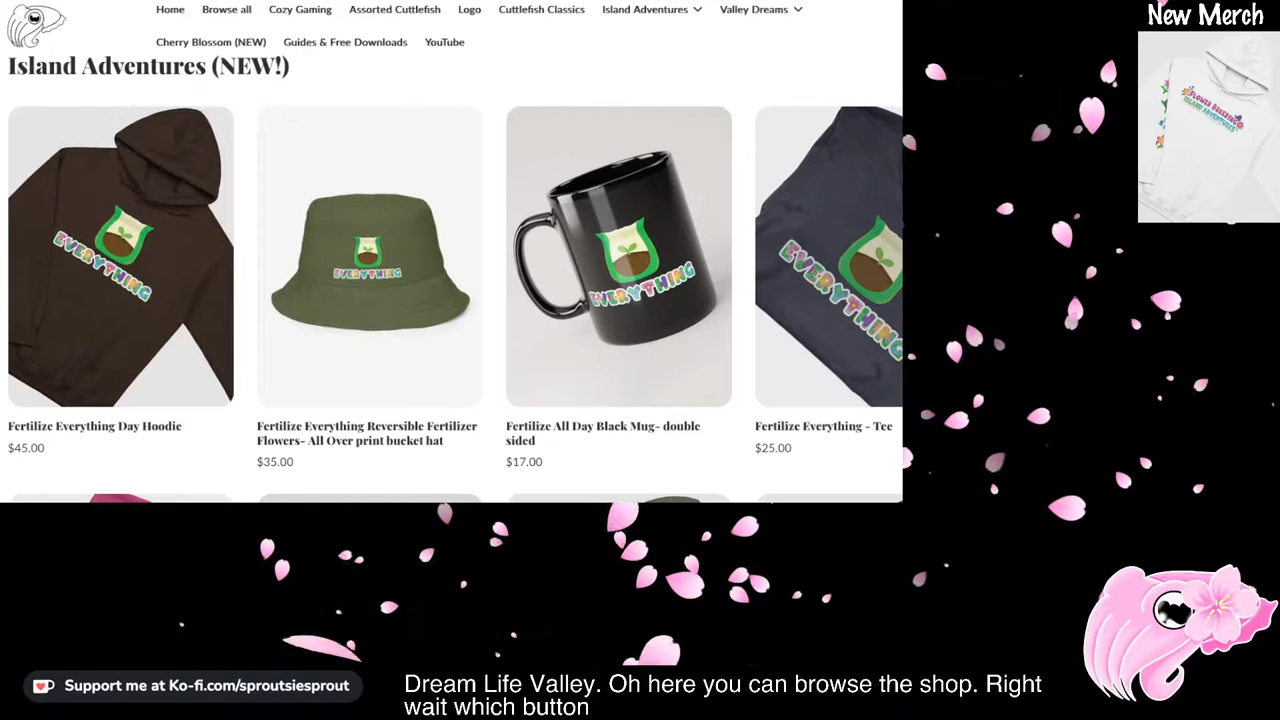 New Merch
Home Browse all Cozy Gaming Assorted Cuttlefish Logo Cuttlefish Classics Island Adventures Valley Dreams
Cherry Blossom (NEW) Guides & Free Downloads YouTube
Island Adventures (NEW!)
FLOWER BREEDING
ISLAND ADVENTURES
EVERYTHING
EVERYTHING
EVERYTHING
EVERYTHING
Fertilize Everything Day Hoodie
$45.00
Fertilize Everything Reversible Fertilizer
Flowers- All Over print bucket hat
$35.00
Fertilize All Day Black Mug- double
sided
$17.00
Fertilize Everything - Tee
$25.00
Support me at Ko-fi.com/sproutsiesprout
Dream Life Valley. Oh here you can browse the shop. Right
wait which button